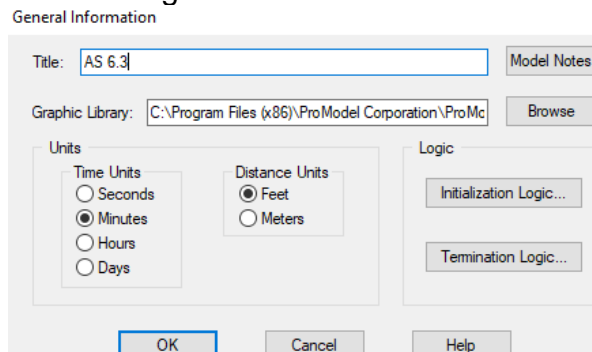 General Information
Title: AS 6.3 Model Notes
Graphic Library: C:\Program Files (x86)\ProModel Corporation\ProMc Browse
Units Logic
Time Units Distance Units
Seconds Feet Initialization Logic...
Minutes Meters
Hours Termination Logic...
Days
OK Cancel Help